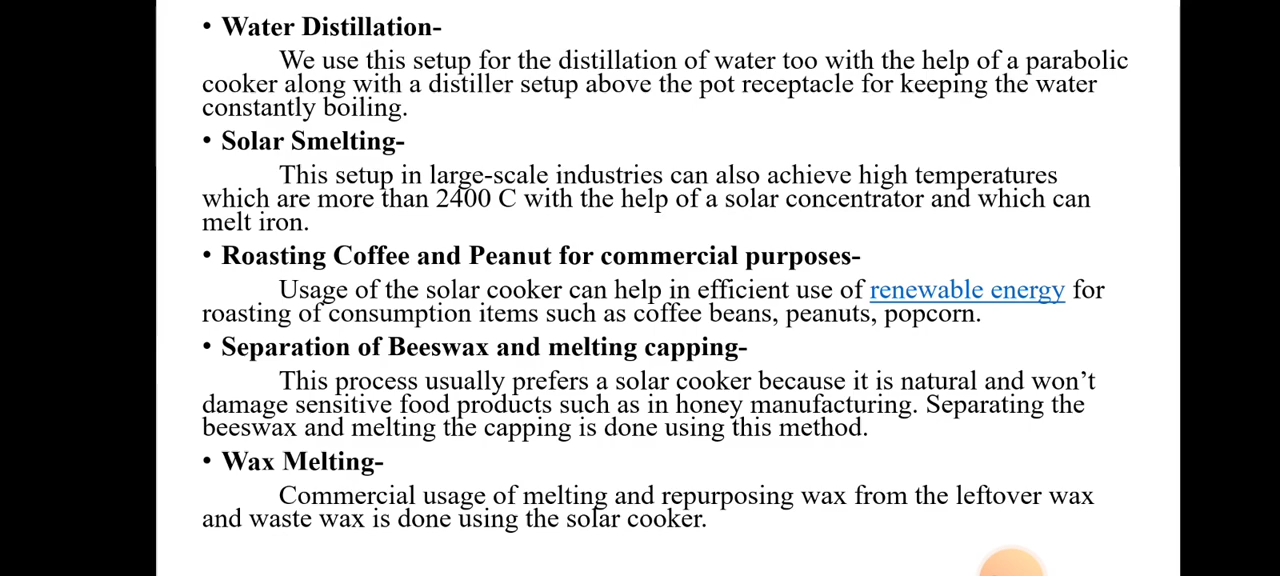 • Water Distillation-
We use this setup for the distillation of water too with the help of a parabolic
cooker along with a distiller setup above the pot receptacle for keeping the water
constantly boiling.
• Solar Smelting-
This setup in large-scale industries can also achieve high temperatures
which are more than 2400 C with the help of a solar concentrator and which can
melt iron.
• Roasting Coffee and Peanut for commercial purposes-
Usage of the solar cooker can help in efficient use of renewable energy for
roasting of consumption items such as coffee beans, peanuts, popcorn.
• Separation of Beeswax and melting capping-
This process usually prefers a solar cooker because it is natural and won’t
damage sensitive food products such as in honey manufacturing. Separating the
beeswax and melting the capping is done using this method.
• Wax Melting-
Commercial usage of melting and repurposing wax from the leftover wax
and waste wax is done using the solar cooker.